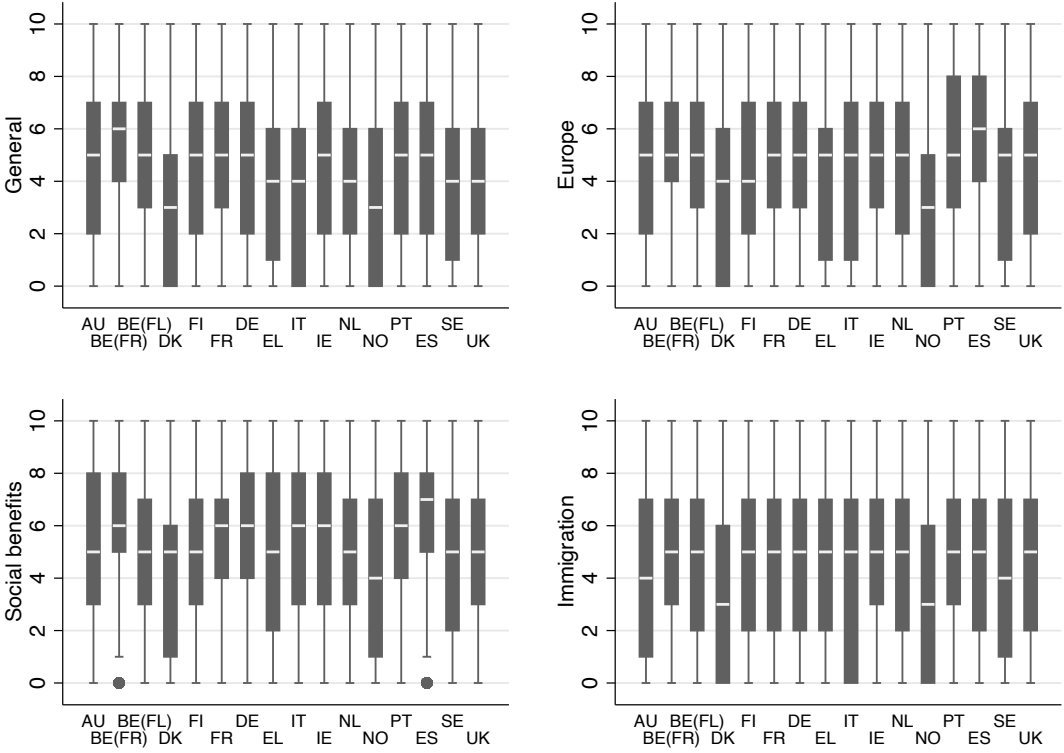 General
10
8
6
4
2
0
AU BE(FL) FI DE IT NL PT SE
BE(FR) DK FR EL IE NO ES UK
Europe
10
8
6
4
2
0
AU BE(FL) FI DE IT NL PT SE
BE(FR) DK FR EL IE NO ES UK
Social benefits
10
8
6
4
2
0
AU BE(FL) FI DE IT NL PT SE
BE(FR) DK FR EL IE NO ES UK
Immigration
10
8
6
4
2
0
AU BE(FL) FI DE IT NL PT SE
BE(FR) DK FR EL IE NO ES UK